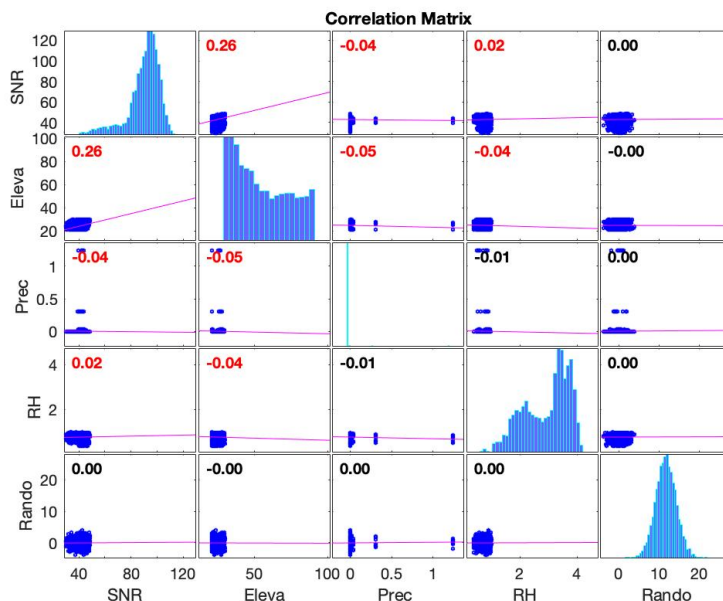 Correlation Matrix
120 100 80 60 40 SNR 0.26 -0.04 0.02 0.00
100 80 60 40 20 Eleva 0.26 -0.05 -0.04 -0.00
1 0.5 0 Prec -0.04 -0.05 -0.01 0.00
4 2 RH 0.02 -0.04 -0.01 0.00
20 10 0 Rando 0.00 -0.00 0.00 0.00
40 80 120 50 100 0 0.5 1 2 4 0 10 20
SNR Eleva Prec RH Rando